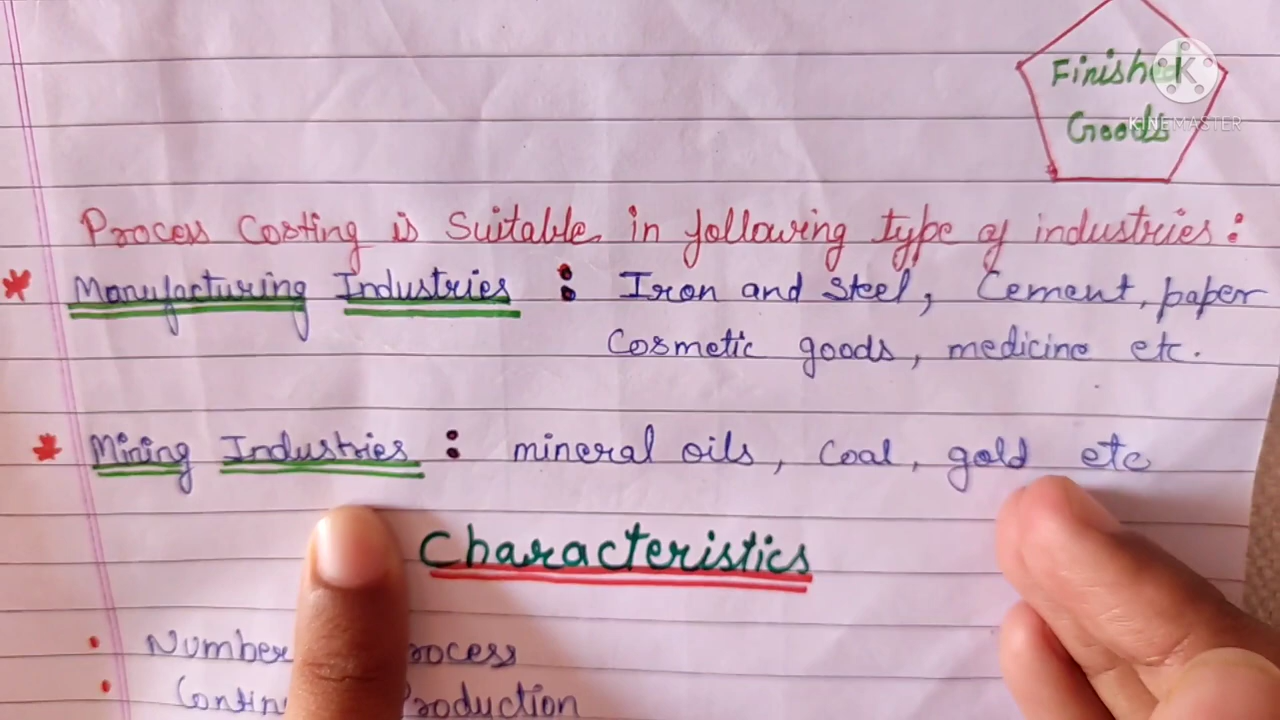 Finished
Goods
KINEMASTER
Process Costing is Suitable in following type of industries:
Manufacturing Industries : Iron and Steel, Cement, paper
Cosmetic goods, medicine etc.
Mining Industries : mineral oils, Coal, gold etc
Characteristics
Number rocess
Contin roduction